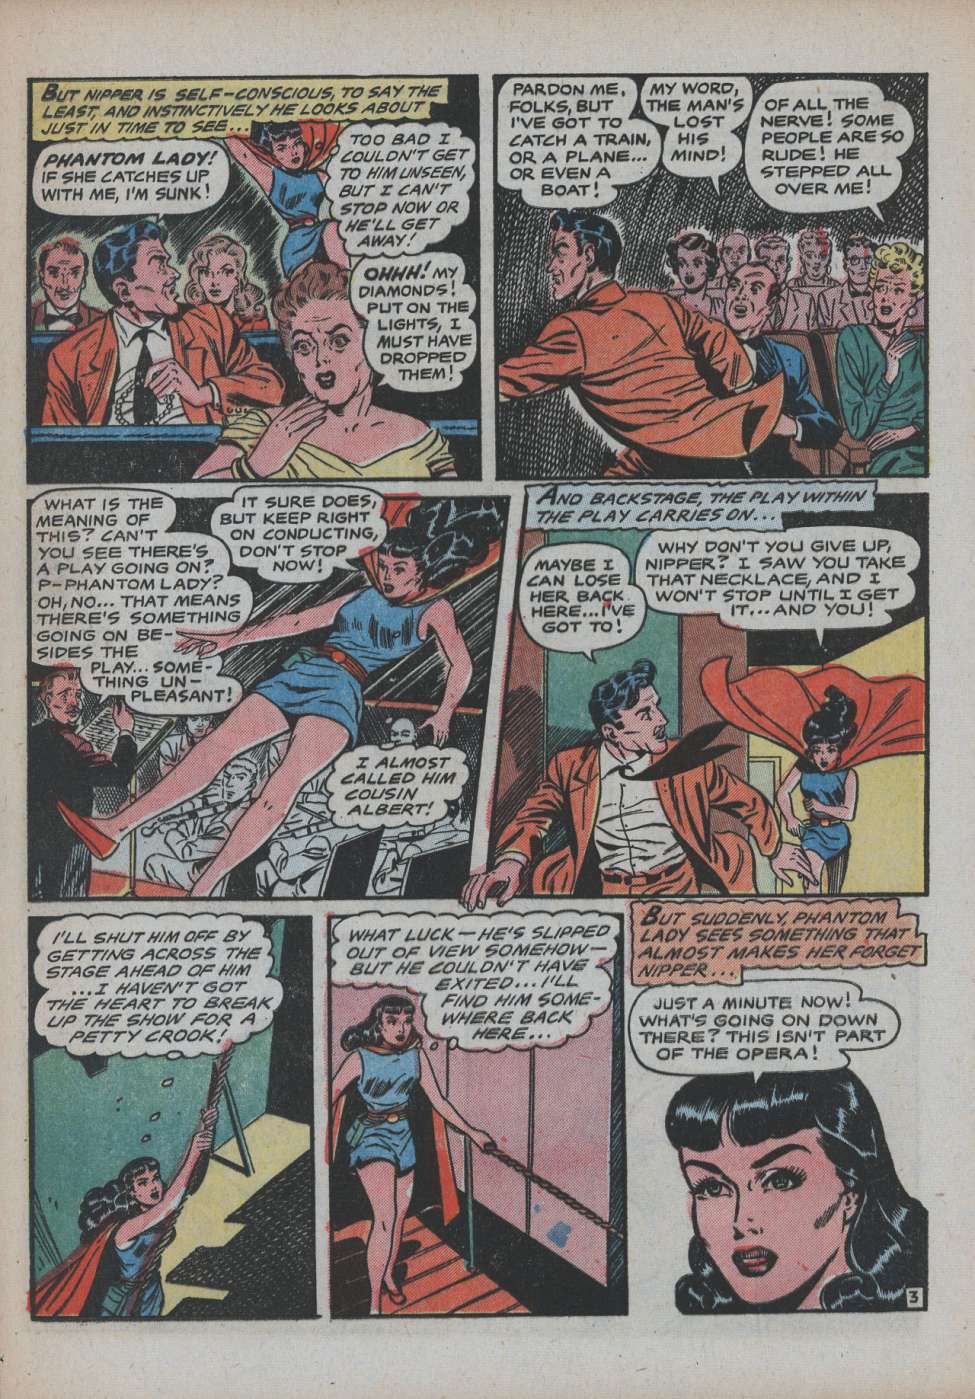 BUT NIPPER IS SELF-CONSCIOUS, TO SAY THE
LEAST, AND INSTINCTIVELY HE LOOKS ABOUT
JUST IN TIME TO SEE...
PHANTOM LADY!
IF SHE CATCHES UP
WITH ME, I'M SUNK!
TOO BAD I
COULDN'T GET
TO HIM UNSEEN,
BUT I CAN'T
STOP NOW OR
HE'LL GET
AWAY!
OHHH! MY
DIAMONDS!
PUT ON THE
LIGHTS, I
MUST HAVE
DROPPED
THEM!
PARDON ME,
FOLKS, BUT
I'VE GOT TO
CATCH A TRAIN,
OR A PLANE...
OR EVEN A
BOAT!
MY WORD,
THE MAN'S
LOST
HIS
MIND!
OF ALL THE
NERVE! SOME
PEOPLE ARE SO
RUDE! HE
STEPPED ALL
OVER ME!
WHAT IS THE
MEANING OF
THIS? CAN'T
YOU SEE THERE'S
A PLAY GOING ON?
P-PHANTOM LADY?
OH, NO... THAT MEANS
THERE'S SOMETHING
GOING ON BE-
SIDES THE
PLAY... SOME-
THING UN-
PLEASANT!
IT SURE DOES,
BUT KEEP RIGHT
ON CONDUCTING,
DON'T STOP
NOW!
I ALMOST
CALLED HIM
COUSIN
ALBERT!
AND BACKSTAGE, THE PLAY WITHIN
THE PLAY CARRIES ON...
MAYBE I
CAN LOSE
HER BACK
HERE...I'VE
GOT TO!
WHY DON'T YOU GIVE UP,
NIPPER? I SAW YOU TAKE
THAT NECKLACE, AND I
WON'T STOP UNTIL I GET
IT...AND YOU!
I'LL SHUT HIM OFF BY
GETTING ACROSS THE
STAGE AHEAD OF HIM
...I HAVEN'T GOT
THE HEART TO BREAK
UP THE SHOW FOR A
PETTY CROOK!
WHAT LUCK—HE'S SLIPPED
OUT OF VIEW SOMEHOW—
BUT HE COULDN'T HAVE
EXITED...I'LL
FIND HIM SOME-
WHERE BACK
HERE...
BUT SUDDENLY, PHANTOM
LADY SEES SOMETHING THAT
ALMOST MAKES HER FORGET
NIPPER...
JUST A MINUTE NOW!
WHAT'S GOING ON DOWN
THERE? THIS ISN'T PART
OF THE OPERA!
3